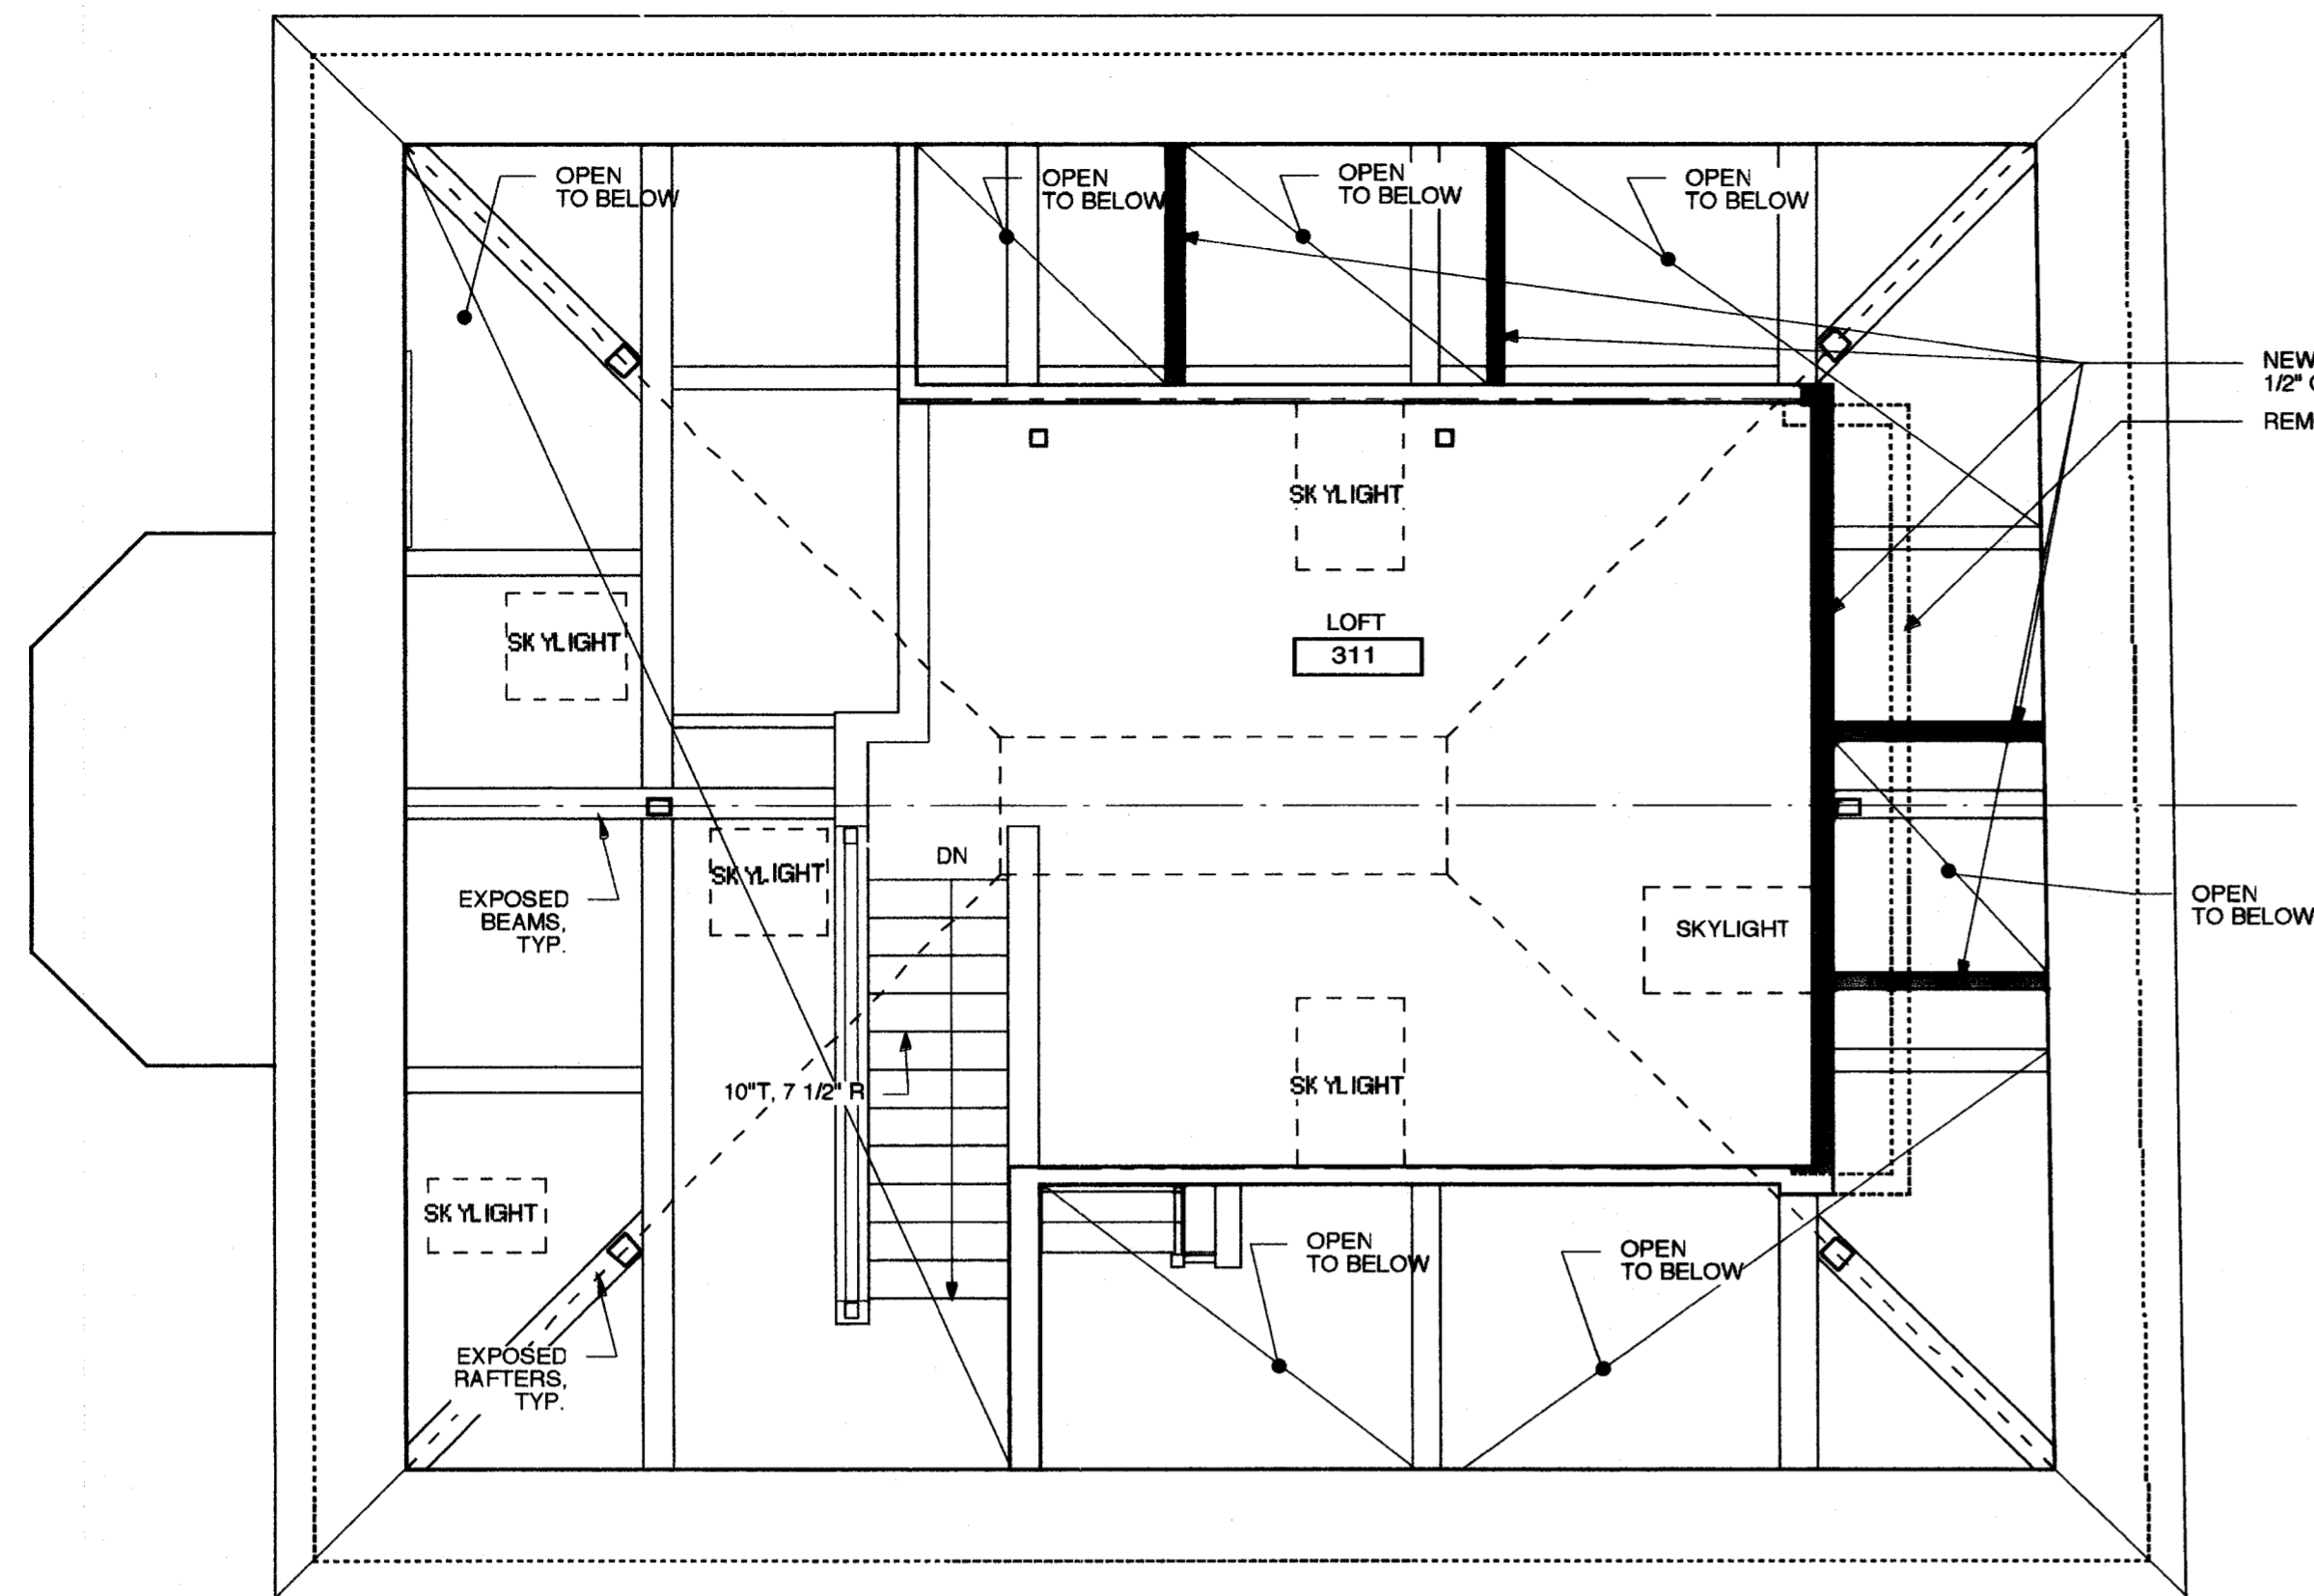 OPEN
TO BELOW
OPEN
TO BELOW
OPEN
TO BELOW
OPEN
TO BELOW
NEW
1/2"
REM
SKYLIGHT
LOFT
311
SKYLIGHT
SKYLIGHT
DN
EXPOSED
BEAMS,
TYP.
OPEN
TO BELOW
SKYLIGHT
10"T, 7 1/2" R
SKYLIGHT
SKYLIGHT
OPEN
TO BELOW
OPEN
TO BELOW
EXPOSED
RAFTERS,
TYP.